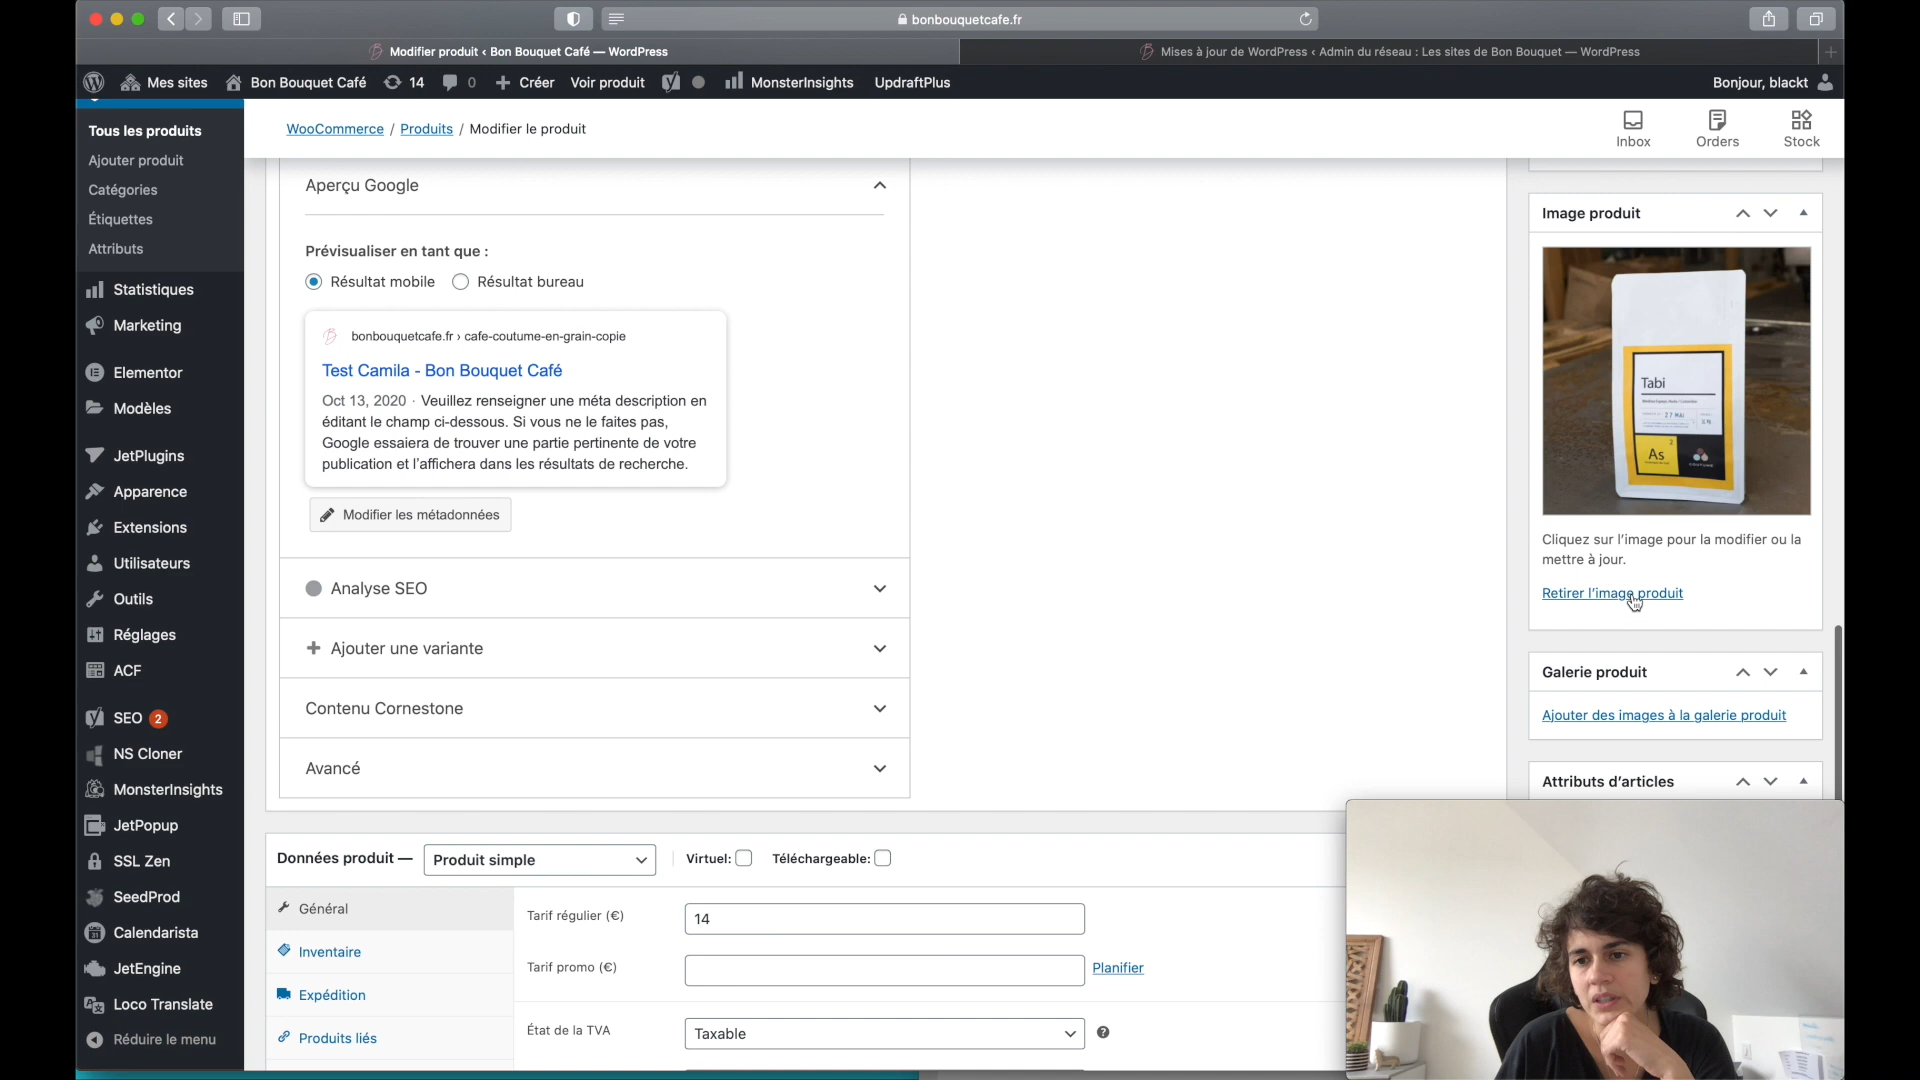 bonbouquetcafe.fr
Modifier produit ‹ Bon Bouquet Café — WordPress
Mises à jour de WordPress ‹ Admin du réseau : Les sites de Bon Bouquet — WordPress
Mes sites
Bon Bouquet Café
14
0
Créer
Voir produit
MonsterInsights
UpdraftPlus
Bonjour, blackt
WooCommerce / Produits / Modifier le produit
Inbox
Orders
Stock
Tous les produits
Ajouter produit
Catégories
Étiquettes
Attributs
Statistiques
Marketing
Elementor
Modèles
JetPlugins
Apparence
Extensions
Utilisateurs
Outils
Réglages
ACF
SEO 2
NS Cloner
MonsterInsights
JetPopup
SSL Zen
SeedProd
Calendarista
JetEngine
Loco Translate
Réduire le menu
Aperçu Google
Prévisualiser en tant que :
Résultat mobile
Résultat bureau
bonbouquetcafe.fr › cafe-coutume-en-grain-copie
Test Camila - Bon Bouquet Café
Oct 13, 2020 · Veuillez renseigner une méta description en
éditant le champ ci-dessous. Si vous ne le faites pas,
Google essaiera de trouver une partie pertinente de votre
publication et l'affichera dans les résultats de recherche.
Modifier les métadonnées
Analyse SEO
Ajouter une variante
Contenu Cornestone
Avancé
Données produit —
Produit simple
Virtuel:
Téléchargeable:
Général
Inventaire
Expédition
Produits liés
Tarif régulier (€)
14
Tarif promo (€)
Planifier
État de la TVA
Taxable
Image produit
Tabi
27 MAI
2
As
COUTUME
Cliquez sur l'image pour la modifier ou la
mettre à jour.
Retirer l'image produit
Galerie produit
Ajouter des images à la galerie produit
Attributs d'articles